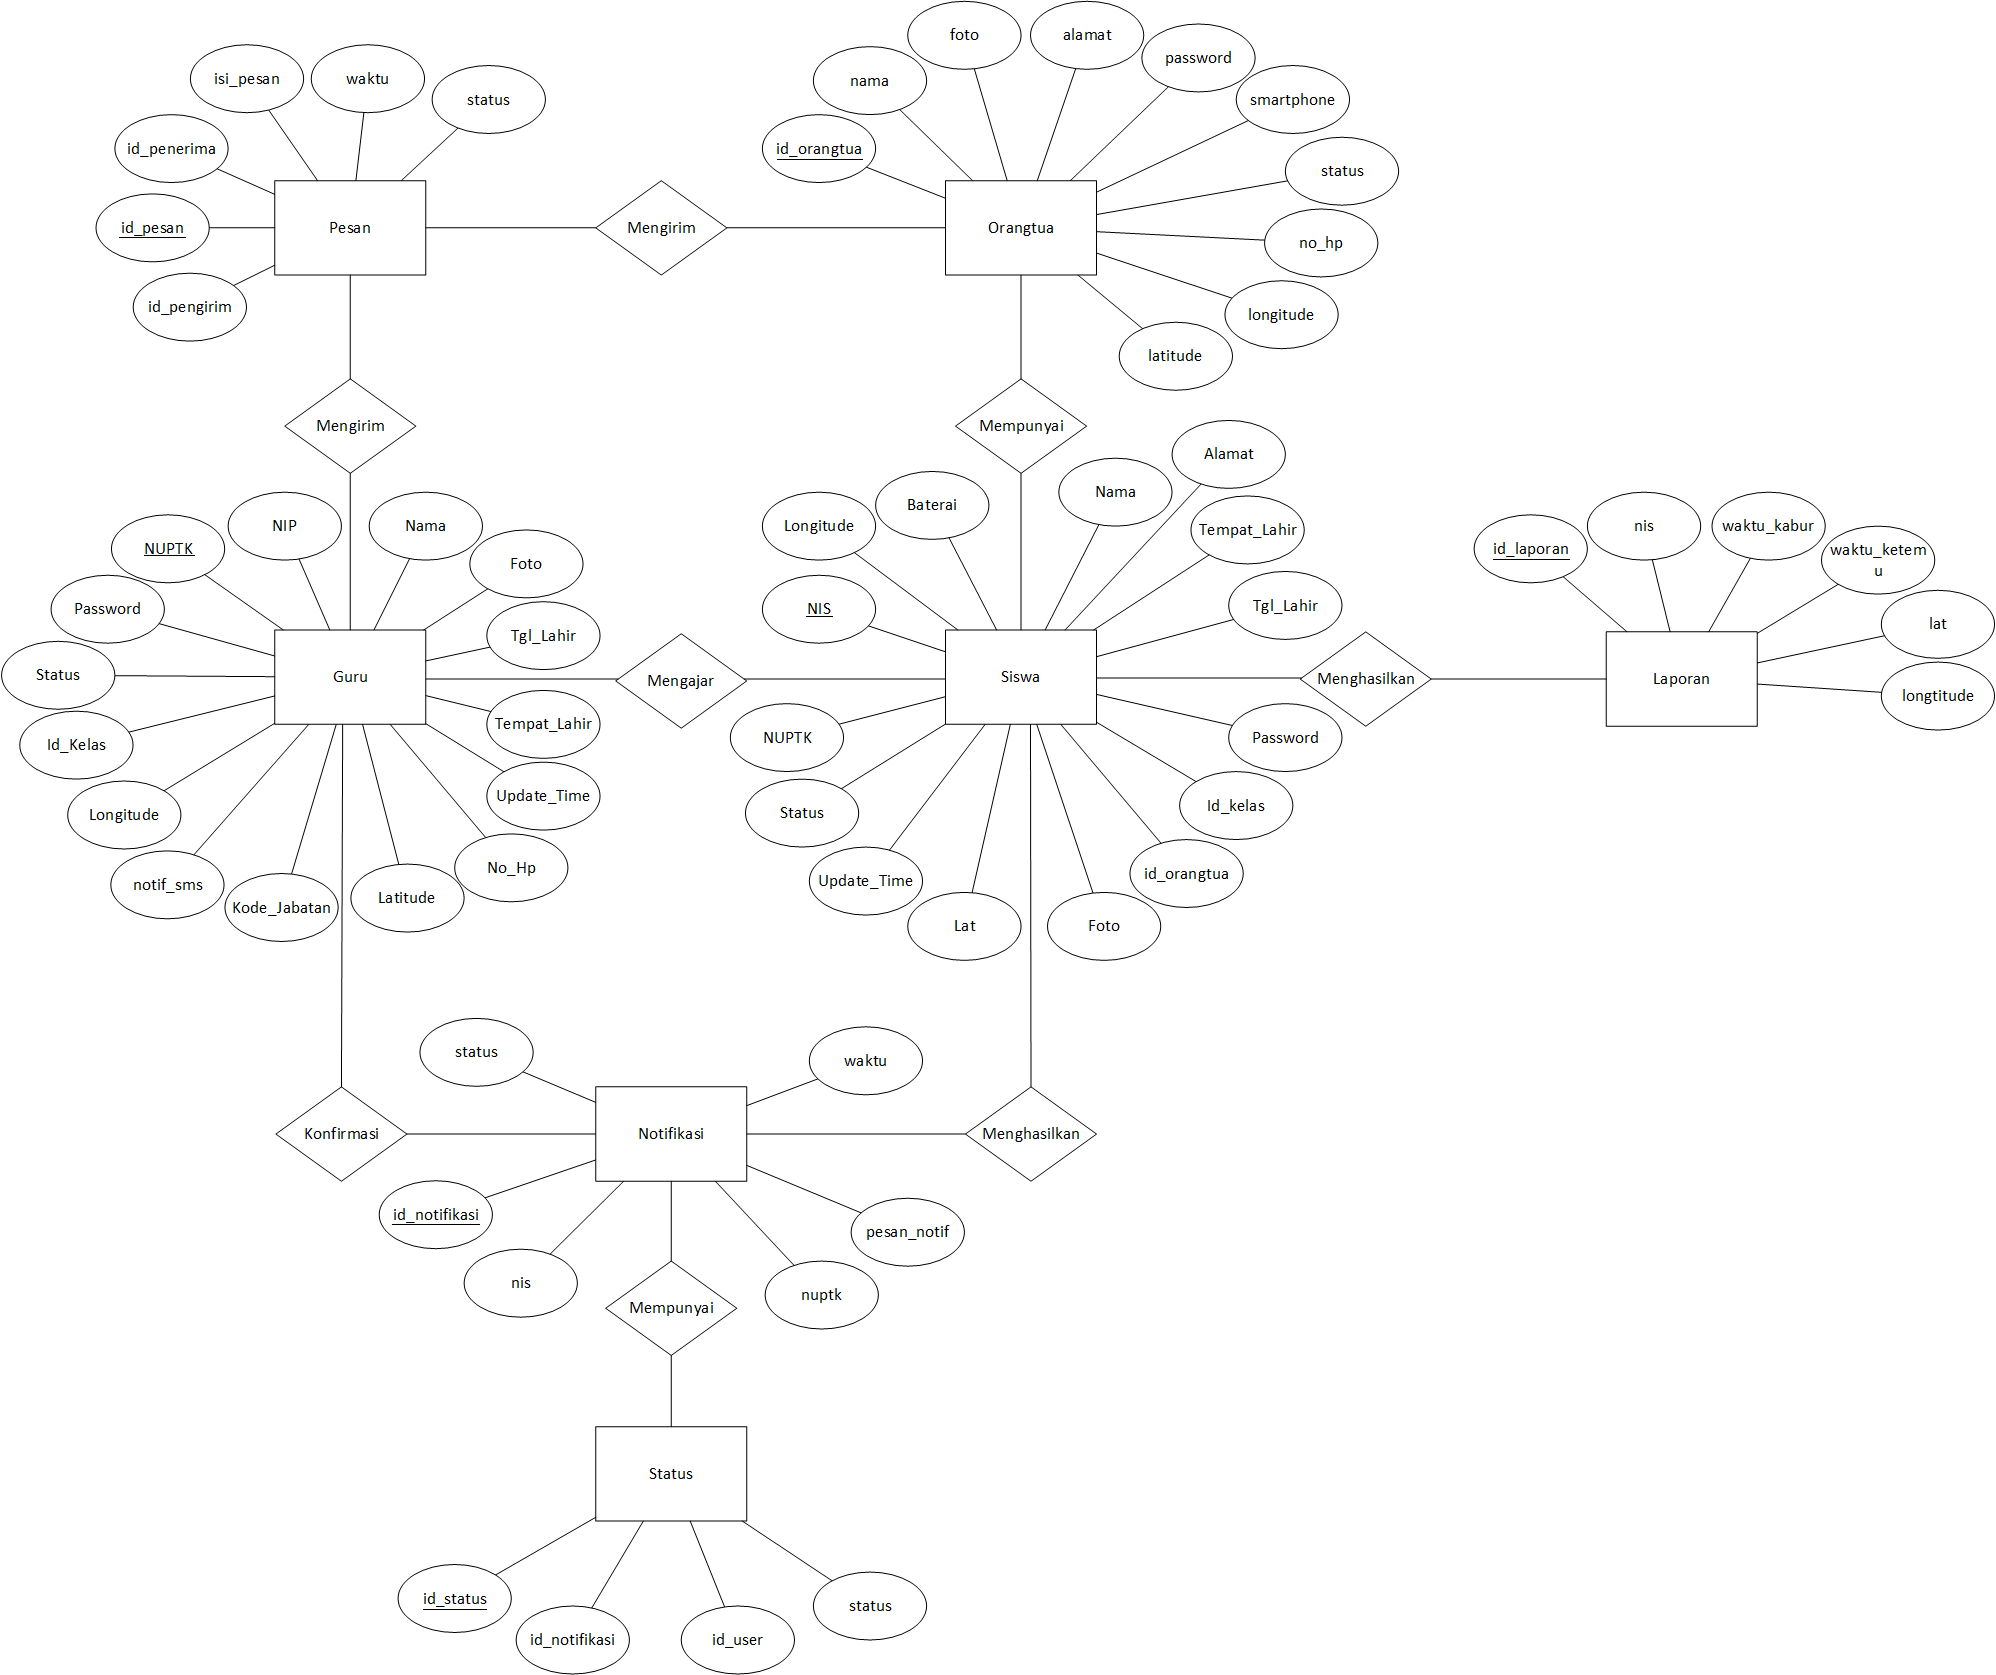 foto
alamat
password
isi_pesan
waktu
nama
status
smartphone
id_penerima
id_orangtua
status
id_pesan
Pesan
Mengirim
Orangtua
no_hp
id_pengirim
longitude
latitude
Mengirim
Mempunyai
Alamat
Longitude
Baterai
Nama
NIP
Nama
NUPTK
Foto
Tempat_Lahir
id_laporan
nis
waktu_kabur
waktu_ketem
u
Password
Tgl_Lahir
NIS
Tgl_Lahir
lat
Status
Guru
Mengajar
Siswa
Menghasilkan
Laporan
longtitude
Id_Kelas
Tempat_Lahir
NUPTK
Password
Longitude
Update_Time
Status
Id_kelas
notif_sms
Kode_Jabatan
Latitude
No_Hp
Update_Time
id_orangtua
Lat
Foto
status
waktu
Konfirmasi
Notifikasi
Menghasilkan
id_notifikasi
pesan_notif
nis
nuptk
Mempunyai
Status
id_status
id_notifikasi
id_user
status